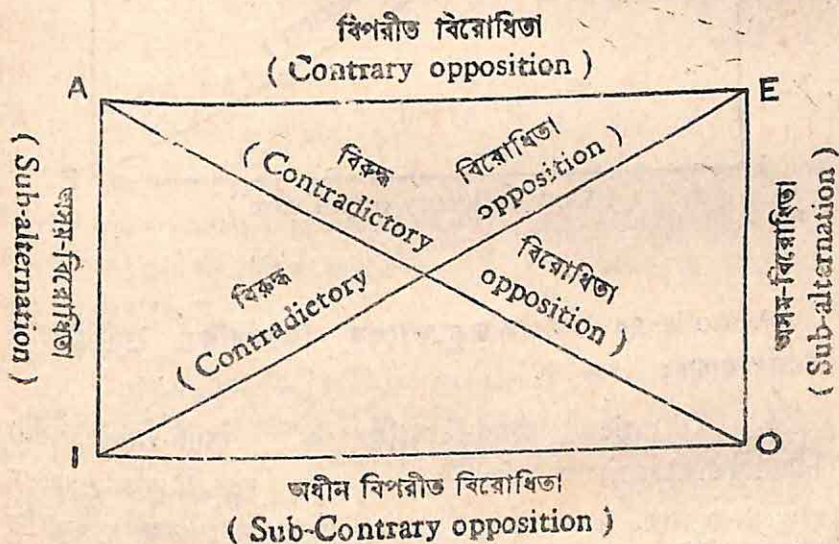 বিপরীত বিরোধিতা
( Contrary opposition )
A
E
বিরুদ্ধ
( Contradictory
বিরোধিতা
opposition )
অসম-বিরোধিতা
( Sub-alternation )
বিরুদ্ধ
( Contradictory
বিরোধিতা
opposition )
অসম-বিরোধিতা
( Sub-alternation )
I
O
অধীন বিপরীত বিরোধিতা
( Sub-Contrary opposition )